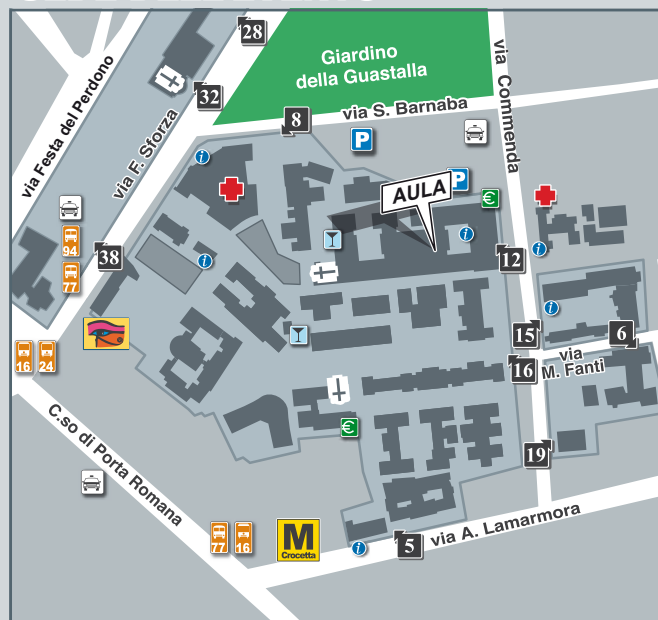 28
Giardino
della Guastalla
via Commenda
via Festa del Perdono
32
via F. Sforza
8
via S. Barnaba
P
i
AULA
P
€
94
77
38
i
i
i
12
i
15
6
via
M. Fanti
16
16
24
€
C.so di Porta Romana
19
77
16
M
Crocetta
i
5
via A. Lamarmora